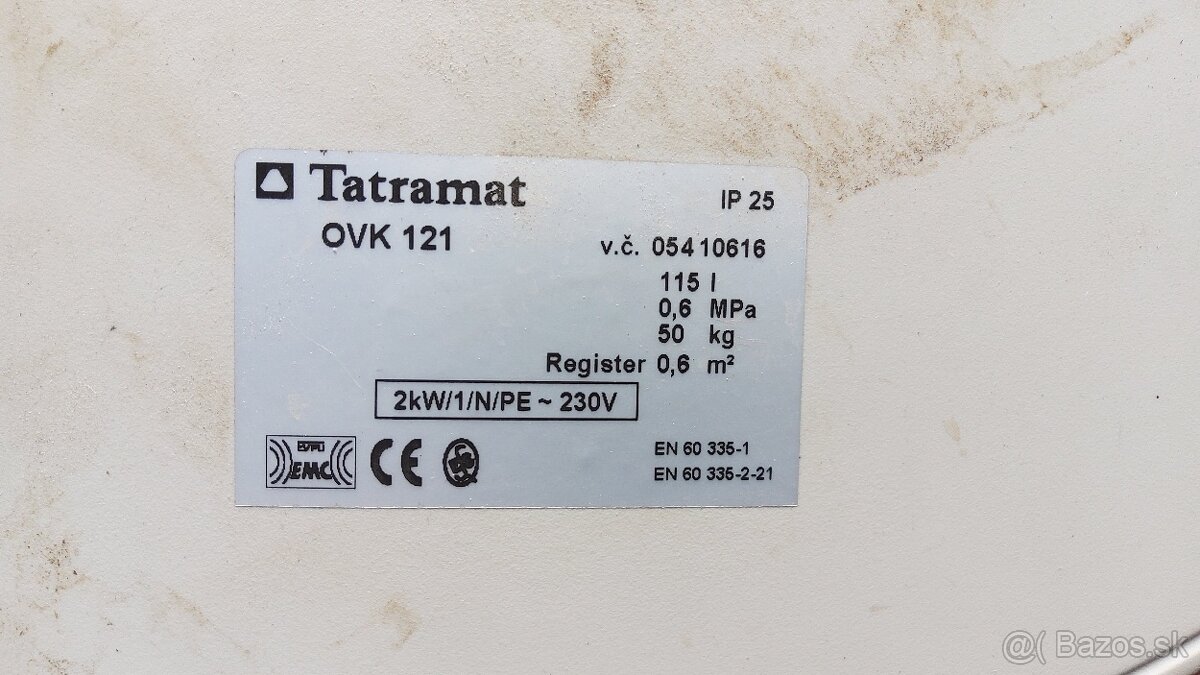 Tatramat
IP 25
OVK 121
v.č. 05410616
115 l
0,6 MPa
50 kg
Register 0,6 m²
2kW/1/N/PE ~ 230V
EMC
CE
EN 60 335-1
EN 60 335-2-21
@( Bazos.sk